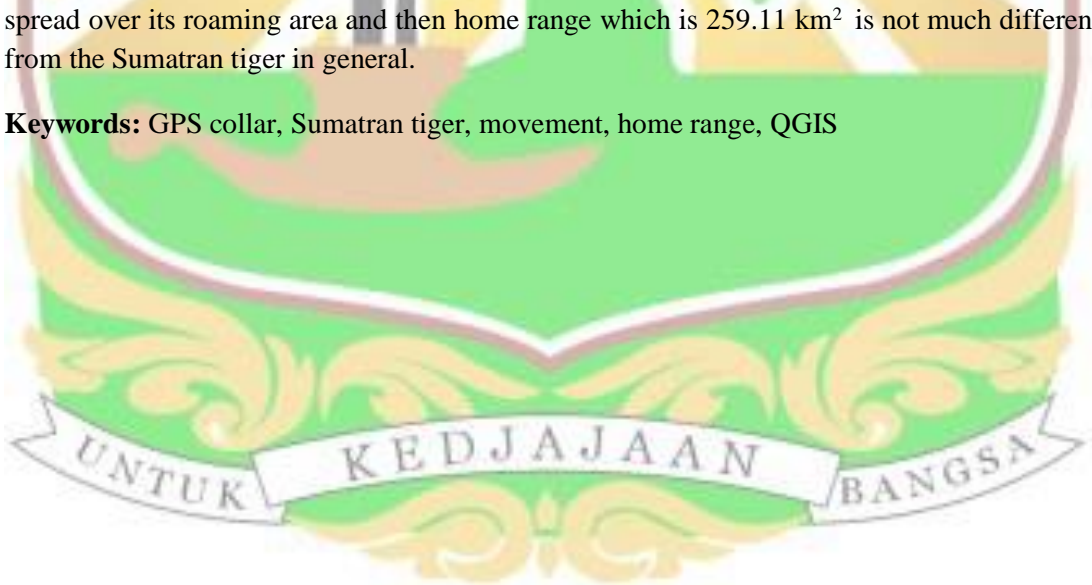 spread over its roaming area and then home range which is 259.11 km² is not much differen
from the Sumatran tiger in general.
Keywords: GPS collar, Sumatran tiger, movement, home range, QGIS
UNTUK KEDJAJAAN BANGSA